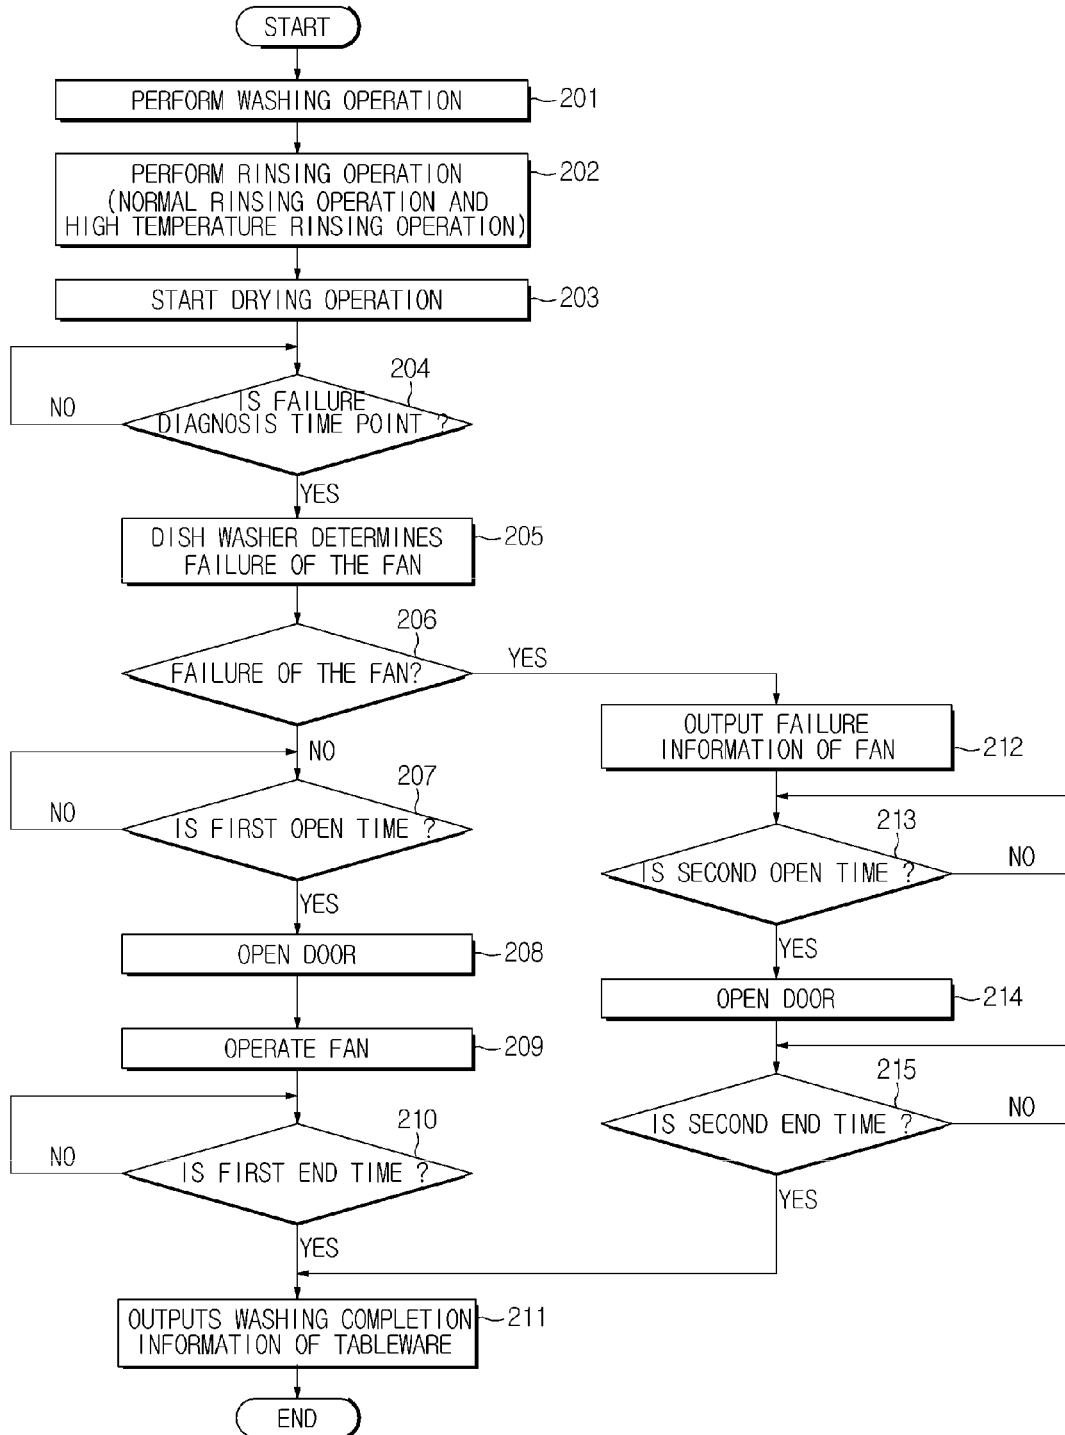 START
PERFORM WASHING OPERATION
201
PERFORM RINSING OPERATION
(NORMAL RINSING OPERATION AND
HIGH TEMPERATURE RINSING OPERATION)
202
START DRYING OPERATION
203
204
IS FAILURE
DIAGNOSIS TIME POINT ?
NO
YES
DISH WASHER DETERMINES
FAILURE OF THE FAN
205
206
FAILURE OF THE FAN?
YES
NO
OUTPUT FAILURE
INFORMATION OF FAN
212
207
IS FIRST OPEN TIME ?
NO
YES
213
IS SECOND OPEN TIME ?
NO
YES
OPEN DOOR
208
OPEN DOOR
214
OPERATE FAN
209
215
IS SECOND END TIME ?
NO
YES
210
IS FIRST END TIME ?
NO
YES
OUTPUTS WASHING COMPLETION
INFORMATION OF TABLEWARE
211
END